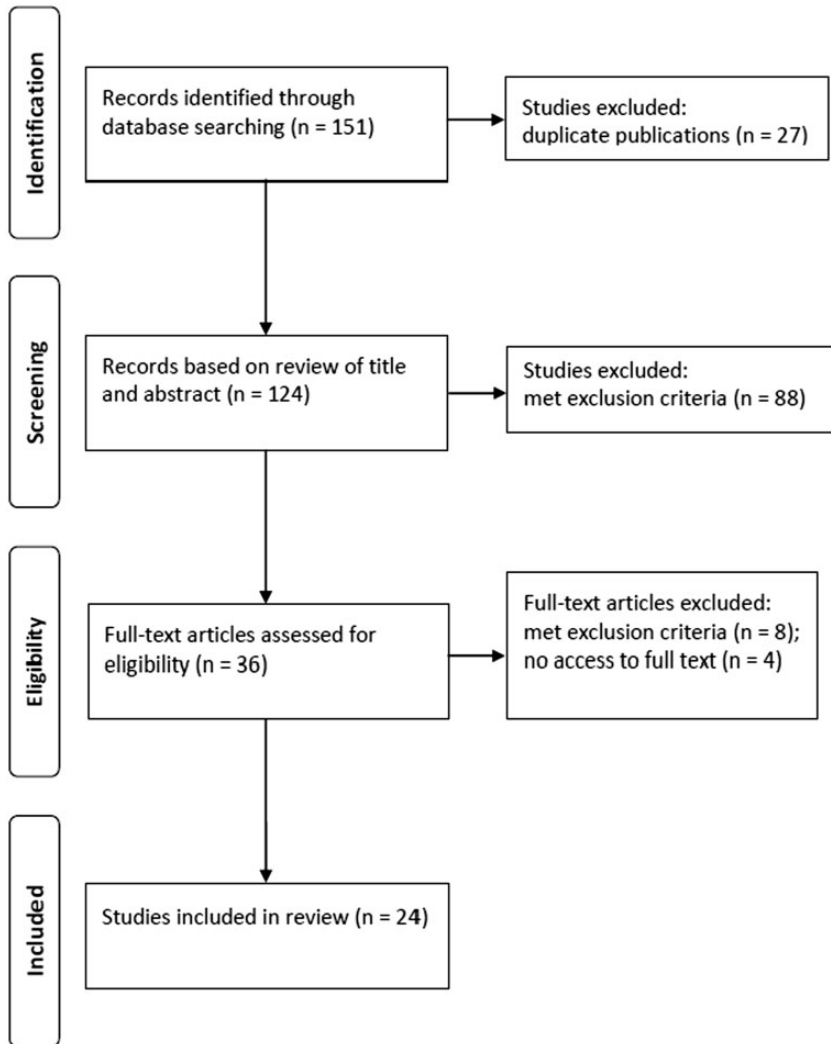 Identification
Records identified through
database searching (n = 151)
Studies excluded:
duplicate publications (n = 27)
Screening
Records based on review of title
and abstract (n = 124)
Studies excluded:
met exclusion criteria (n = 88)
Eligibility
Full-text articles assessed for
eligibility (n = 36)
Full-text articles excluded:
met exclusion criteria (n = 8);
no access to full text (n = 4)
Included
Studies included in review (n = 24)